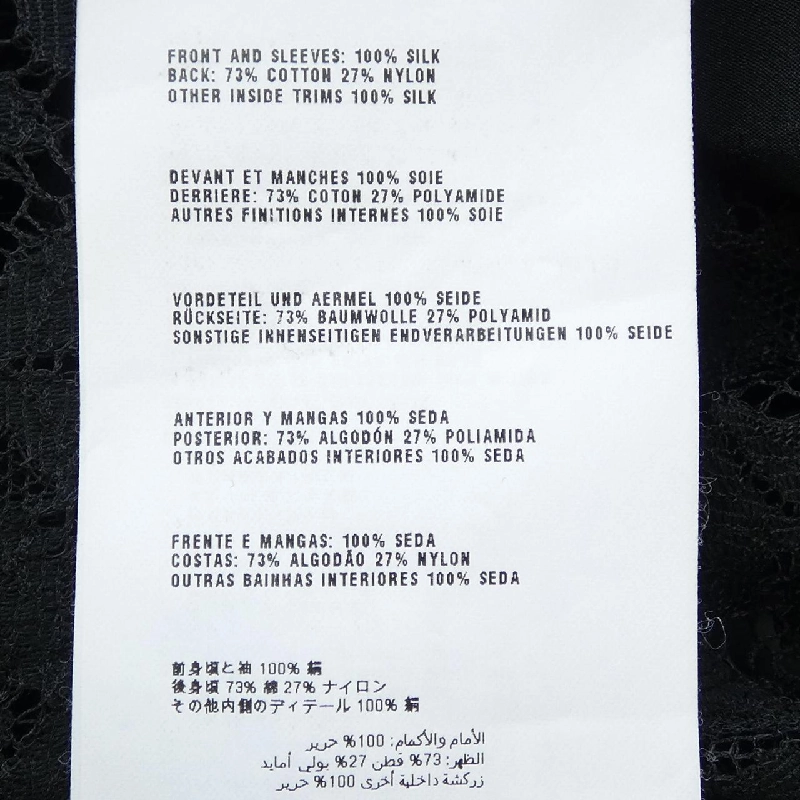 FRONT AND SLEEVES: 100% SILK
BACK: 73% COTTON 27% NYLON
OTHER INSIDE TRIMS 100% SILK
DEVANT ET MANCHES 100% SOIE
DERRIERE: 73% COTON 27% POLYAMIDE
AUTRES FINITIONS INTERNES 100% SOIE
VORDETEIL UND AERMEL 100% SEIDE
RÜCKSEITE: 73% BAUMWOLLE 27% POLYAMID
SONSTIGE INNENSEITIGEN ENDVERARBEITUNGEN 100% SEIDE
ANTERIOR Y MANGAS 100% SEDA
POSTERIOR: 73% ALGODÓN 27% POLIAMIDA
OTROS ACABADOS INTERIORES 100% SEDA
FRENTE E MANGAS: 100% SEDA
COSTAS: 73% ALGODÃO 27% NYLON
OUTRAS BAINHAS INTERIORES 100% SEDA
前身頃と袖 100% 絹
後身頃 73% 綿 27% ナイロン
その他内側のディテール 100% 絹
الأمام والأكمام: 100% حرير
الظهر: 73% قطن 27% بولي أمايد
زركشة داخلية أخرى 100% حرير